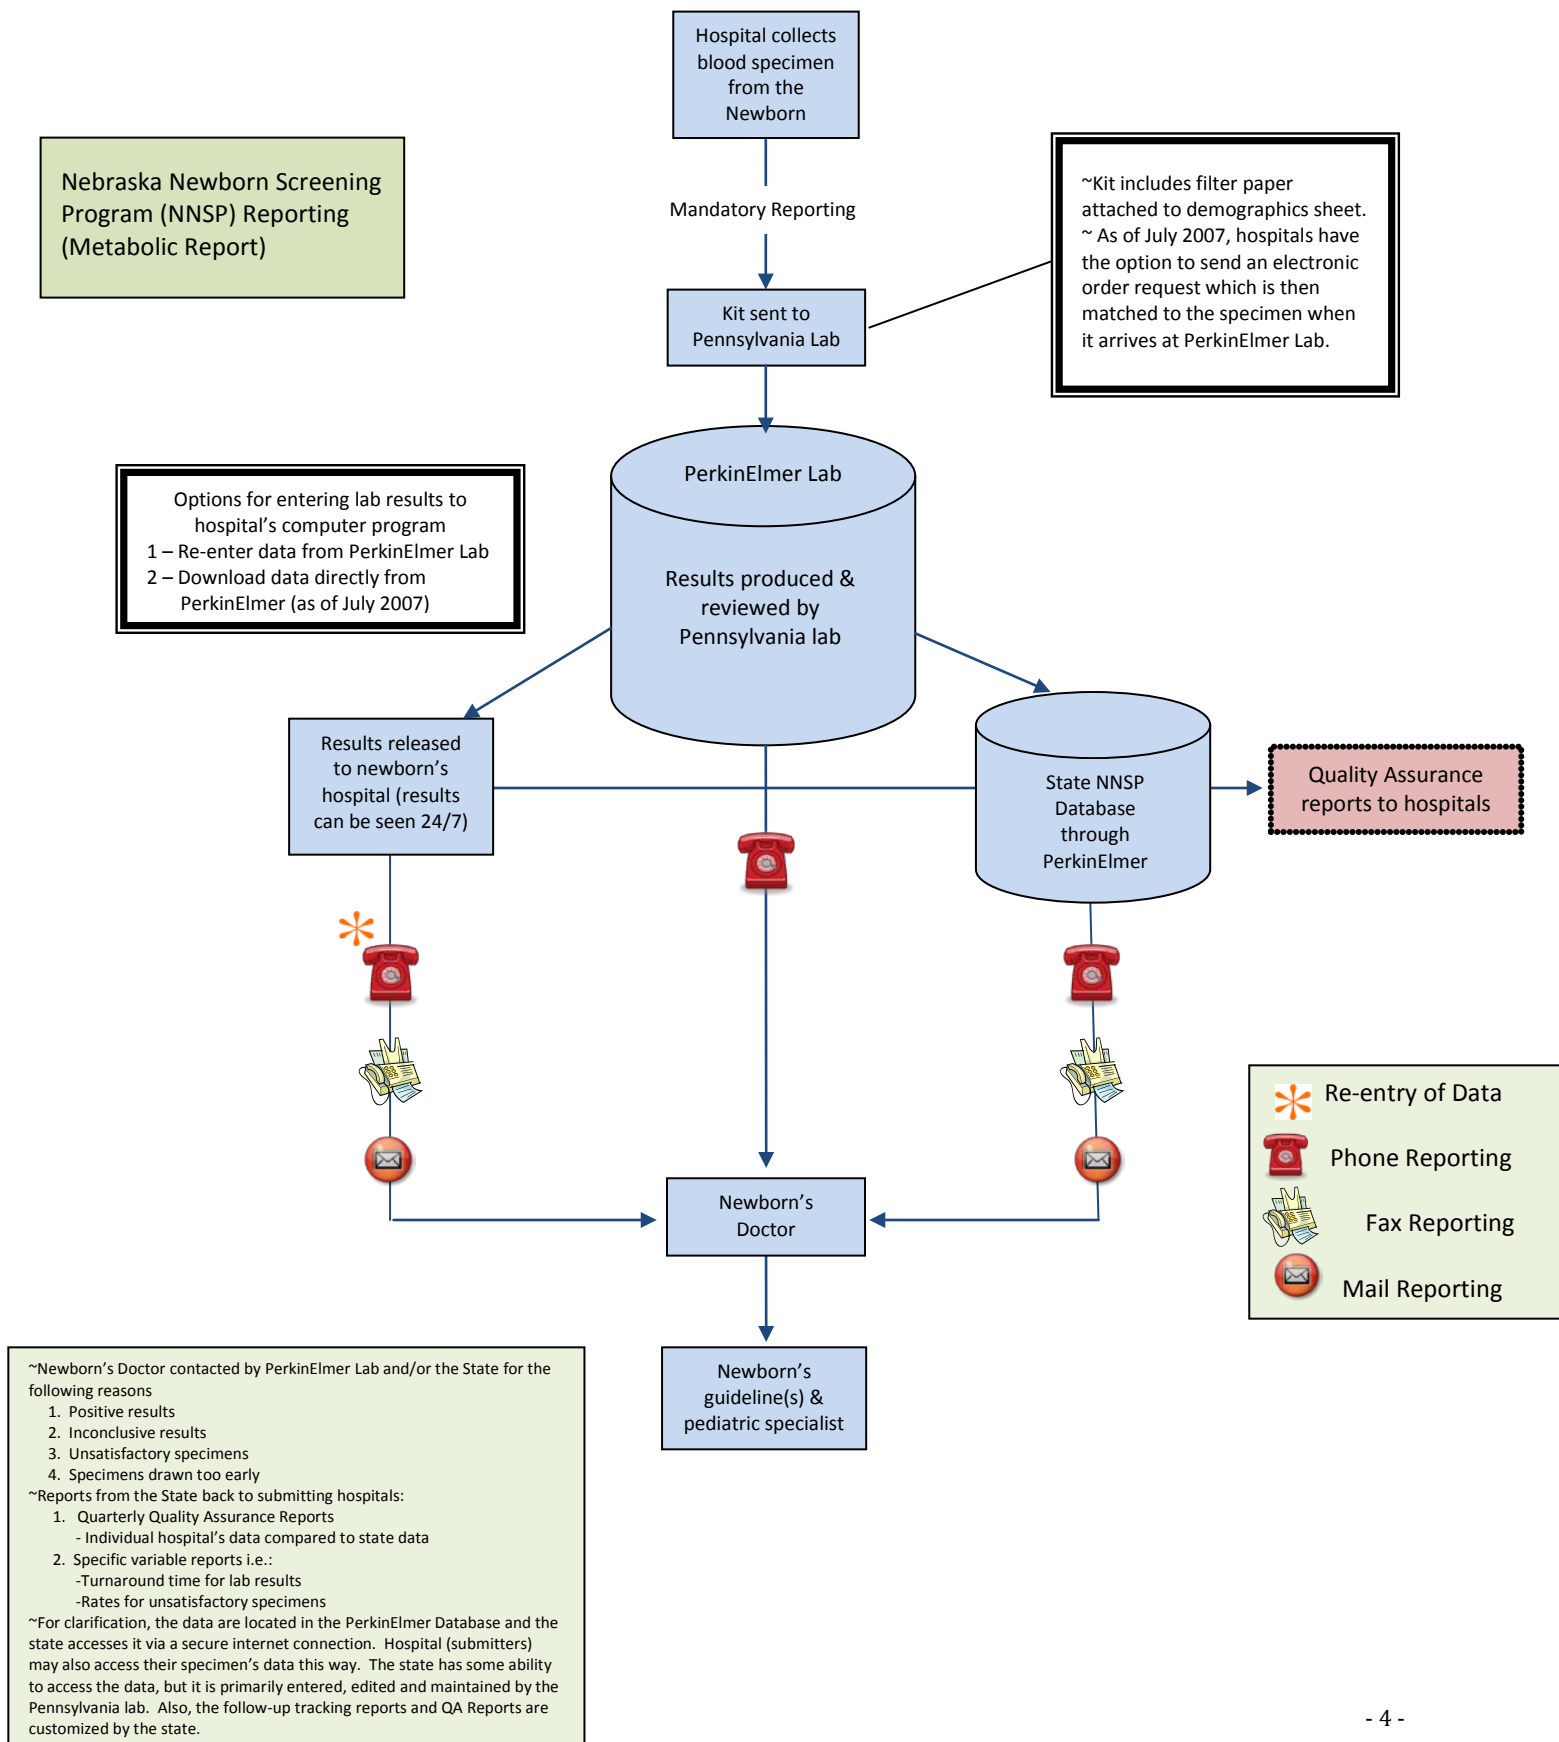 Hospital collects
blood specimen
from the
Newborn
Nebraska Newborn Screening
Program (NNSP) Reporting
(Metabolic Report)
Mandatory Reporting
~Kit includes filter paper
attached to demographics sheet.
~ As of July 2007, hospitals have
the option to send an electronic
order request which is then
matched to the specimen when
it arrives at PerkinElmer Lab.
Kit sent to
Pennsylvania Lab
PerkinElmer Lab
Results produced &
reviewed by
Pennsylvania lab
Options for entering lab results to
hospital’s computer program
1 – Re-enter data from PerkinElmer Lab
2 – Download data directly from
PerkinElmer (as of July 2007)
Results released
to newborn’s
hospital (results
can be seen 24/7)
State NNSP
Database
through
PerkinElmer
Quality Assurance
reports to hospitals
Re-entry of Data
Phone Reporting
Fax Reporting
Mail Reporting
Newborn’s
Doctor
Newborn’s
guideline(s) &
pediatric specialist
~Newborn’s Doctor contacted by PerkinElmer Lab and/or the State for the
following reasons
1. Positive results
2. Inconclusive results
3. Unsatisfactory specimens
4. Specimens drawn too early
~Reports from the State back to submitting hospitals:
1. Quarterly Quality Assurance Reports
- Individual hospital’s data compared to state data
2. Specific variable reports i.e.:
-Turnaround time for lab results
-Rates for unsatisfactory specimens
~For clarification, the data are located in the PerkinElmer Database and the
state accesses it via a secure internet connection. Hospital (submitters)
may also access their specimen’s data this way. The state has some ability
to access the data, but it is primarily entered, edited and maintained by the
Pennsylvania lab. Also, the follow-up tracking reports and QA Reports are
customized by the state.
- 4 -